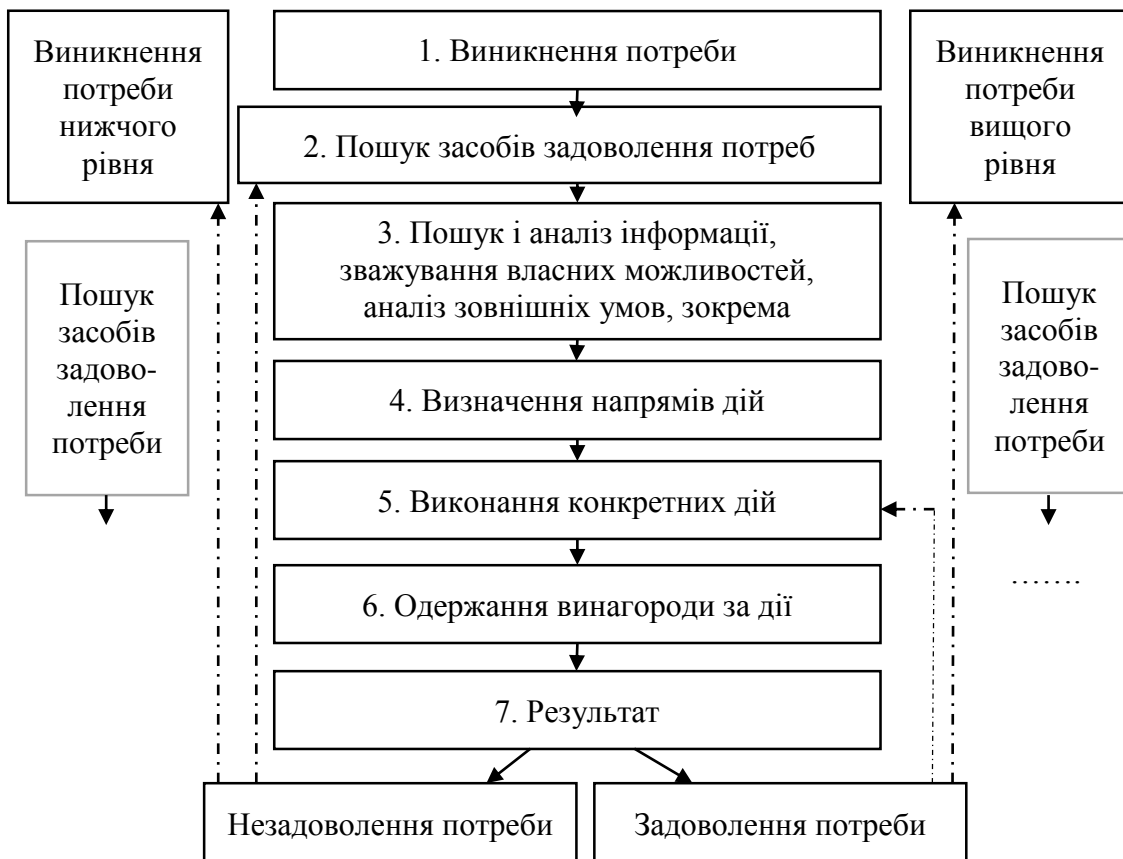 Виникнення
потреби
нижчого
рівня
Пошук
засобів
задово-
лення
потреби
1. Виникнення потреби
2. Пошук засобів задоволення потреб
3. Пошук і аналіз інформації,
зважування власних можливостей,
аналіз зовнішніх умов, зокрема
4. Визначення напрямів дій
5. Виконання конкретних дій
6. Одержання винагороди за дії
7. Результат
Незадоволення потреби
Задоволення потреби
Виникнення
потреби
вищого
рівня
Пошук
засобів
задово-
лення
потреби
.......